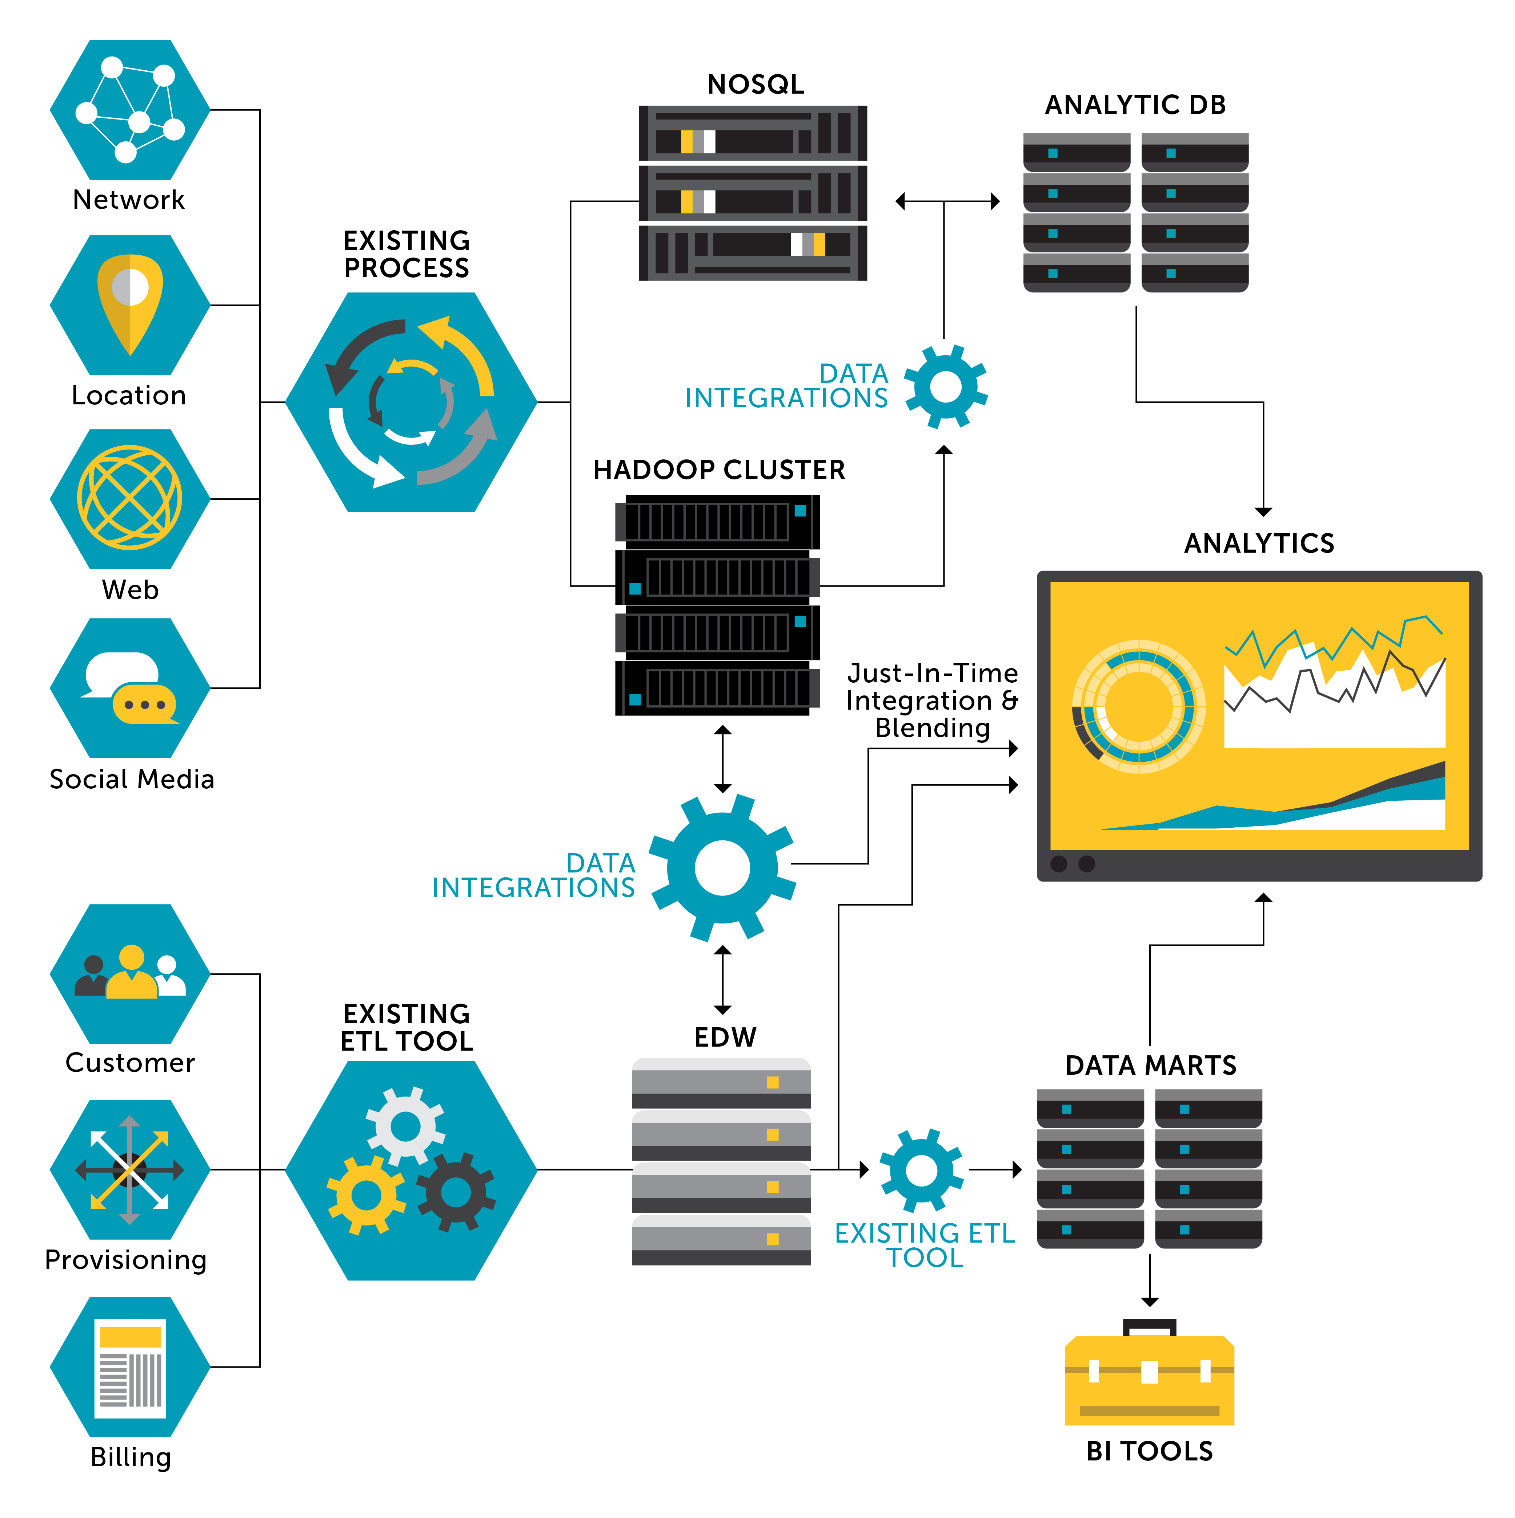 NOSQL
ANALYTIC DB
Network
EXISTING
PROCESS
Location
DATA
INTEGRATIONS
HADOOP CLUSTER
Web
ANALYTICS
Just-In-Time
Integration &
Blending
Social Media
DATA
INTEGRATIONS
Customer
EXISTING
ETL TOOL
EDW
DATA MARTS
Provisioning
EXISTING ETL
TOOL
Billing
BI TOOLS